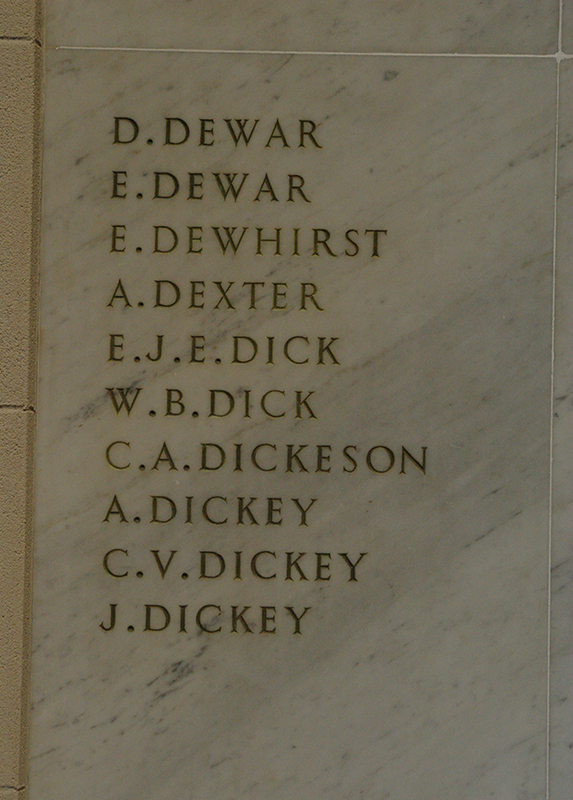 D.DEWAR
E.DEWAR
E.DEWHIRST
A.DEXTER
E.J.E.DICK
W.B.DICK
C.A.DICKESON
A.DICKEY
C.V.DICKEY
J.DICKEY